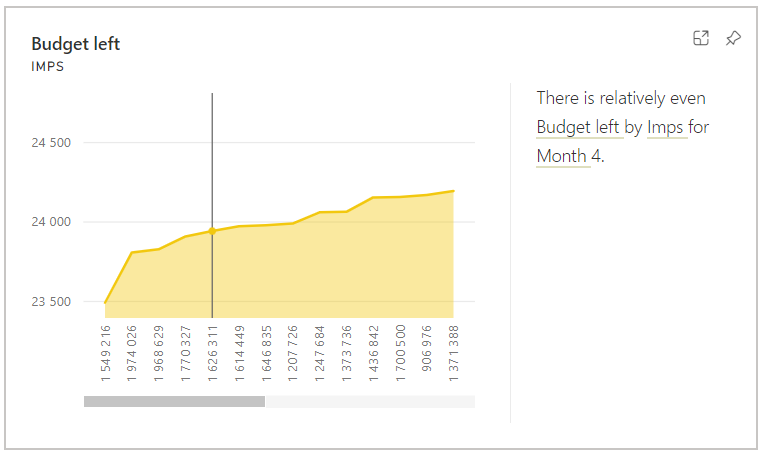 Budget left
IMPS
24 500
24 000
23 500
1 549 216
1 974 026
1 968 629
1 770 327
1 626 311
1 614 449
1 646 835
1 207 726
1 247 684
1 373 736
1 436 842
1 700 500
906 976
1 371 388
There is relatively even
Budget left by Imps for
Month 4.